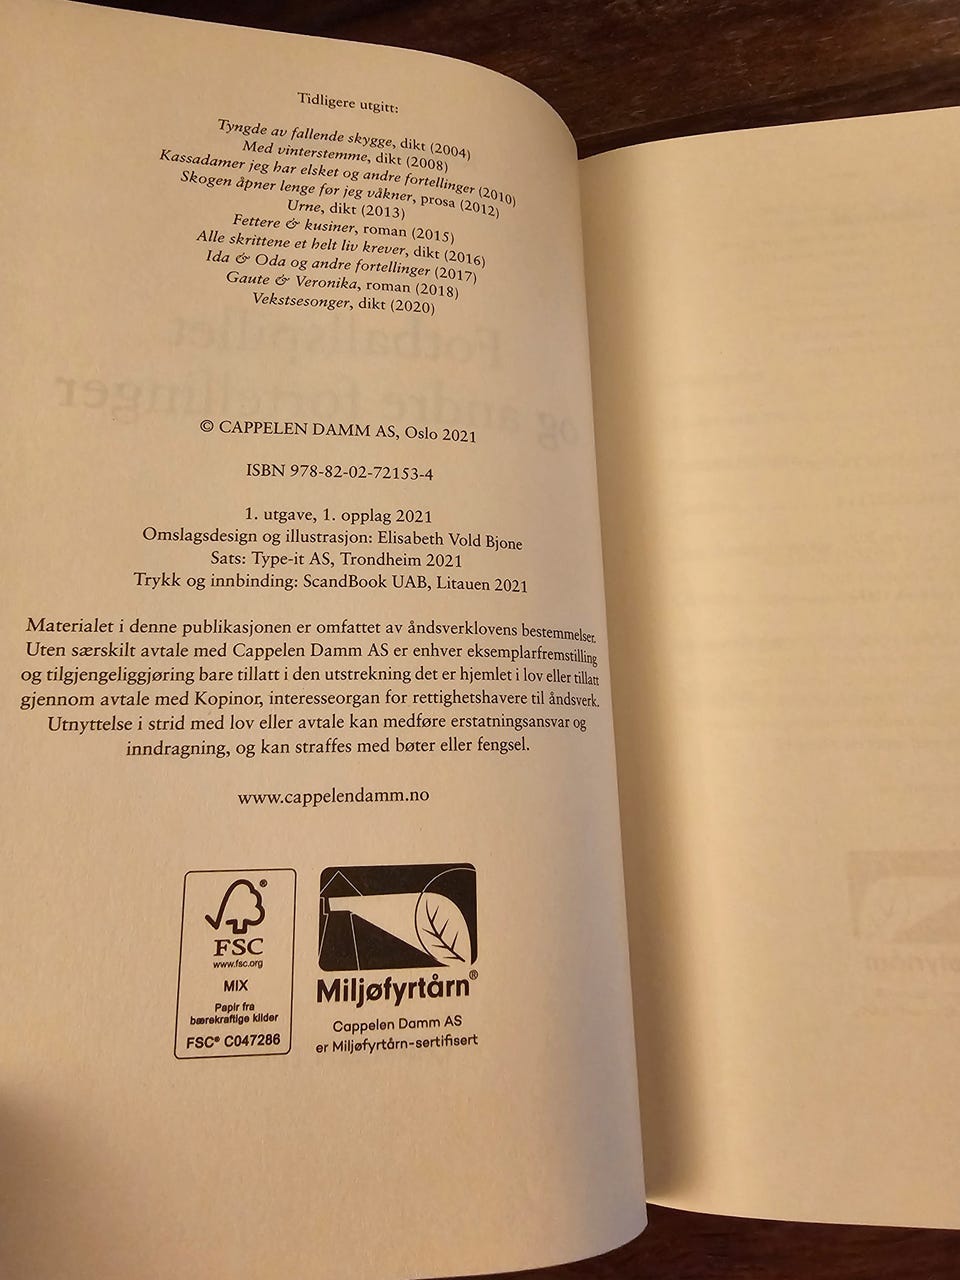 Tidligere utgitt:
Tyngde av fallende skygge, dikt (2004)
Med vinterstemme, dikt (2008)
Kassadamer jeg har elsket og andre fortellinger (2010)
Skogen åpner lenge før jeg våkner, prosa (2012)
Urne, dikt (2013)
Fettere & kusiner, roman (2015)
Alle skrittene et helt liv krever, dikt (2016)
Ida & Oda og andre fortellinger (2017)
Gaute & Veronika, roman (2018)
Vekstsesonger, dikt (2020)
Fotballspiller
og andre fortellinger
© CAPPELEN DAMM AS, Oslo 2021
ISBN 978-82-02-72153-4
1. utgave, 1. opplag 2021
Omslagsdesign og illustrasjon: Elisabeth Vold Bjone
Sats: Type-it AS, Trondheim 2021
Trykk og innbinding: ScandBook UAB, Litauen 2021
Materialet i denne publikasjonen er omfattet av åndsverklovens bestemmelser.
Uten særskilt avtale med Cappelen Damm AS er enhver eksemplarfremstilling
og tilgjengeliggjøring bare tillatt i den utstrekning det er hjemlet i lov eller tillatt
gjennom avtale med Kopinor, interesseorgan for rettighetshavere til åndsverk.
Utnyttelse i strid med lov eller avtale kan medføre erstatningsansvar og
inndragning, og kan straffes med bøter eller fengsel.
www.cappelendamm.no
®
FSC
www.fsc.org
MIX
Papir fra
bærekraftige kilder
FSC® C047286
Miljøfyrtårn®
Cappelen Damm AS
er Miljøfyrtårn-sertifisert